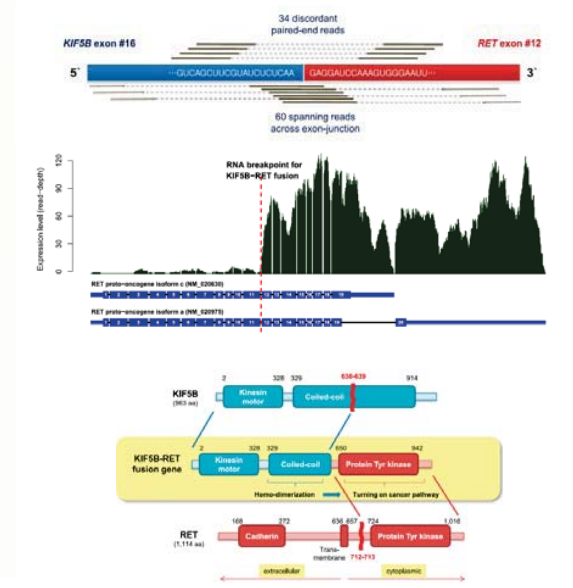 34 discordant
paired-end reads
KIF5B exon #16
RET exon #12
5` ···GUCAGCUUCGUAUCUCUCAA GAGGAUCCAAAGUGGGAAUU··· 3`
60 spanning reads
across exon-junction
RNA breakpoint for
KIF5B-RET fusion
Expression level (read-depth)
120
90
60
30
0
RET proto-oncogene isoform c (NM_020630)
RET proto-oncogene isoform a (NM_020975)
2 328 329 638-639 914
KIF5B
(963 aa)
Kinesin
motor
Coiled-coil
2 328 329 650 942
KIF5B-RET
fusion gene
Kinesin
motor
Coiled-coil
Protein Tyr kinase
Homo-dimerization Turning on cancer pathway
168 272 636 657 724 1,016
RET
(1,114 aa)
Cadherin
Protein Tyr kinase
Trans-
membrane
712-713
extracellular cytoplasmic